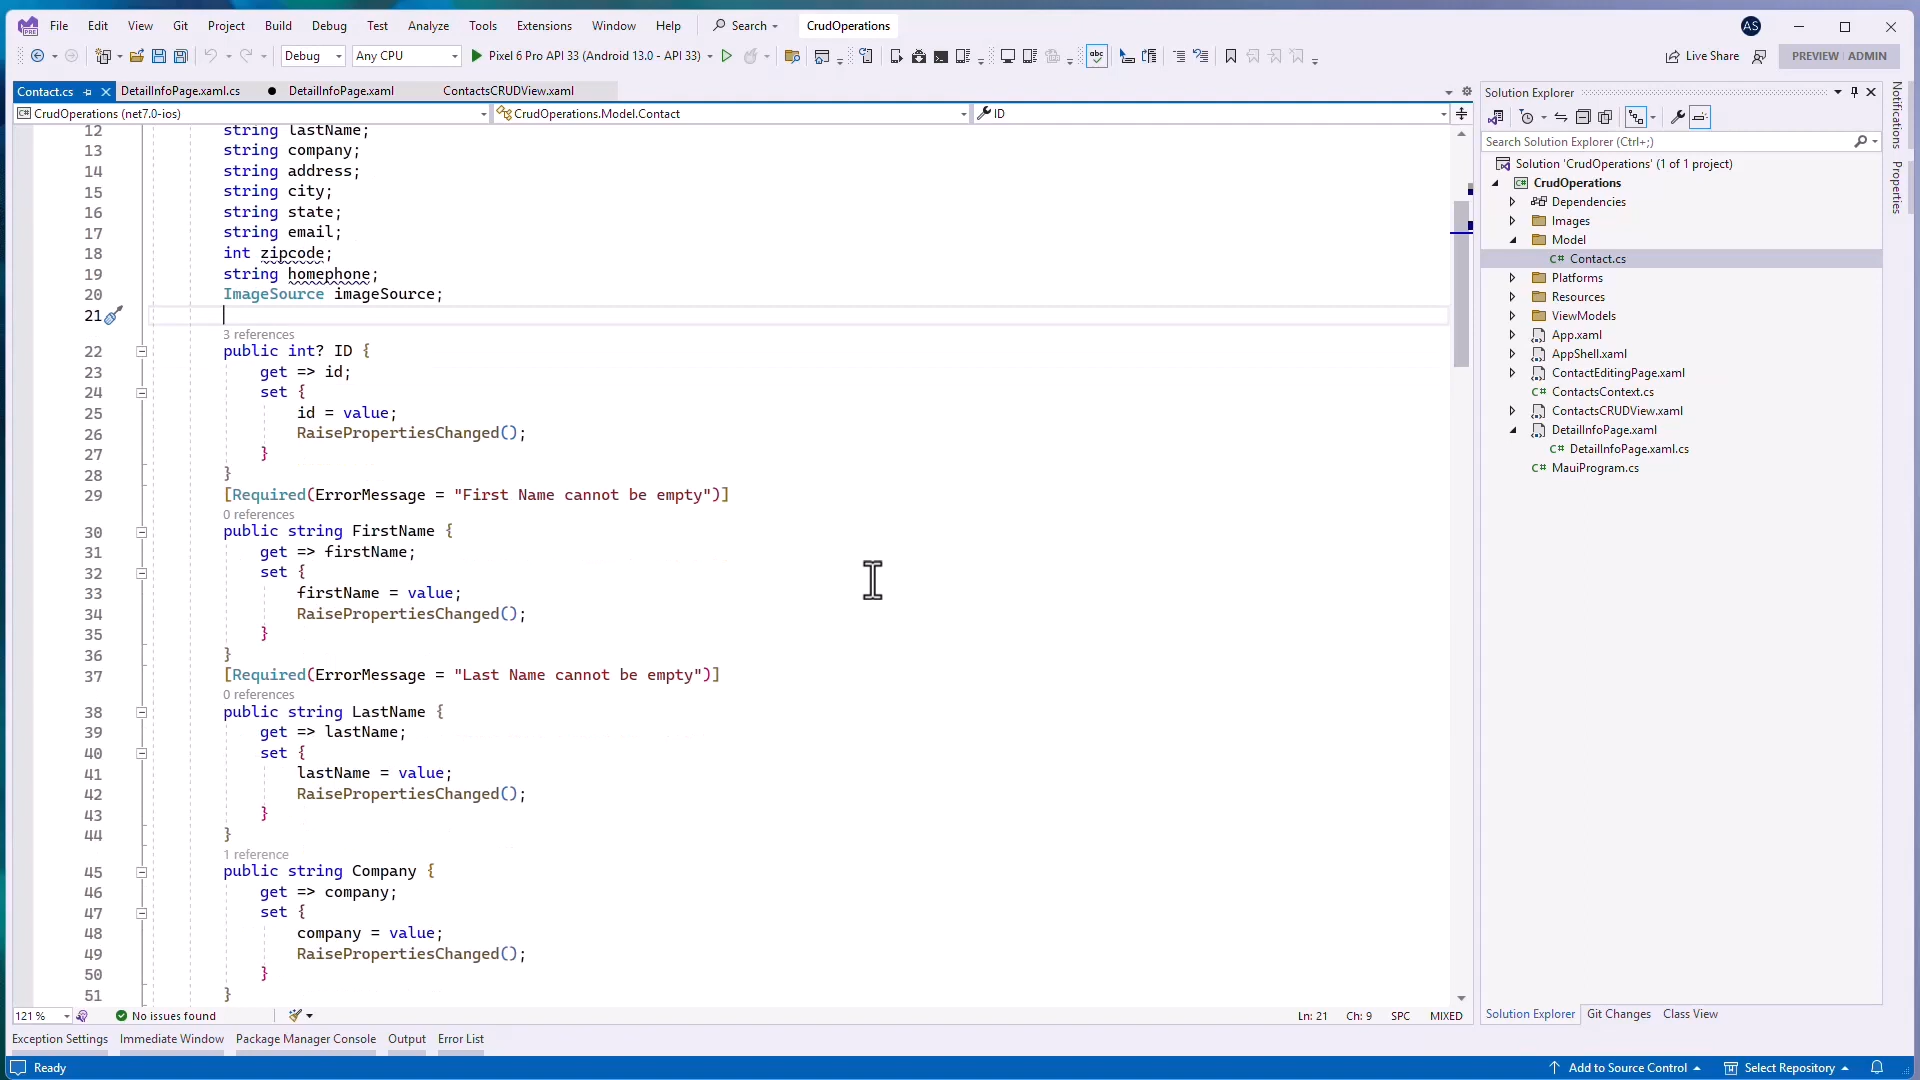 File Edit View Git Project Build Debug Test Analyze Tools Extensions Window Help Search CrudOperations AS
Debug Any CPU Pixel 6 Pro API 33 (Android 13.0 - API 33) Live Share PREVIEW ADMIN
Contact.cs DetailInfoPage.xaml.cs DetailInfoPage.xaml ContactsCRUDView.xaml
CrudOperations (net7.0-ios) CrudOperations.Model.Contact ID
12 string lastName;
13 string company;
14 string address;
15 string city;
16 string state;
17 string email;
18 int zipcode;
19 string homephone;
20 ImageSource imageSource;
21
3 references
22 public int? ID {
23 get => id;
24 set {
25 id = value;
26 RaisePropertiesChanged();
27 }
28 }
29 [Required(ErrorMessage = "First Name cannot be empty")]
0 references
30 public string FirstName {
31 get => firstName;
32 set {
33 firstName = value;
34 RaisePropertiesChanged();
35 }
36 }
37 [Required(ErrorMessage = "Last Name cannot be empty")]
0 references
38 public string LastName {
39 get => lastName;
40 set {
41 lastName = value;
42 RaisePropertiesChanged();
43 }
44 }
1 reference
45 public string Company {
46 get => company;
47 set {
48 company = value;
49 RaisePropertiesChanged();
50 }
51 }
121 % No issues found Ln: 21 Ch: 9 SPC MIXED
Exception Settings Immediate Window Package Manager Console Output Error List
Ready Add to Source Control Select Repository
Solution Explorer
Search Solution Explorer (Ctrl+;)
Solution 'CrudOperations' (1 of 1 project)
CrudOperations
Dependencies
Images
Model
C# Contact.cs
Platforms
Resources
ViewModels
App.xaml
AppShell.xaml
ContactEditingPage.xaml
C# ContactsContext.cs
ContactsCRUDView.xaml
DetailInfoPage.xaml
C# DetailInfoPage.xaml.cs
C# MauiProgram.cs
Solution Explorer Git Changes Class View
Notifications
Properties